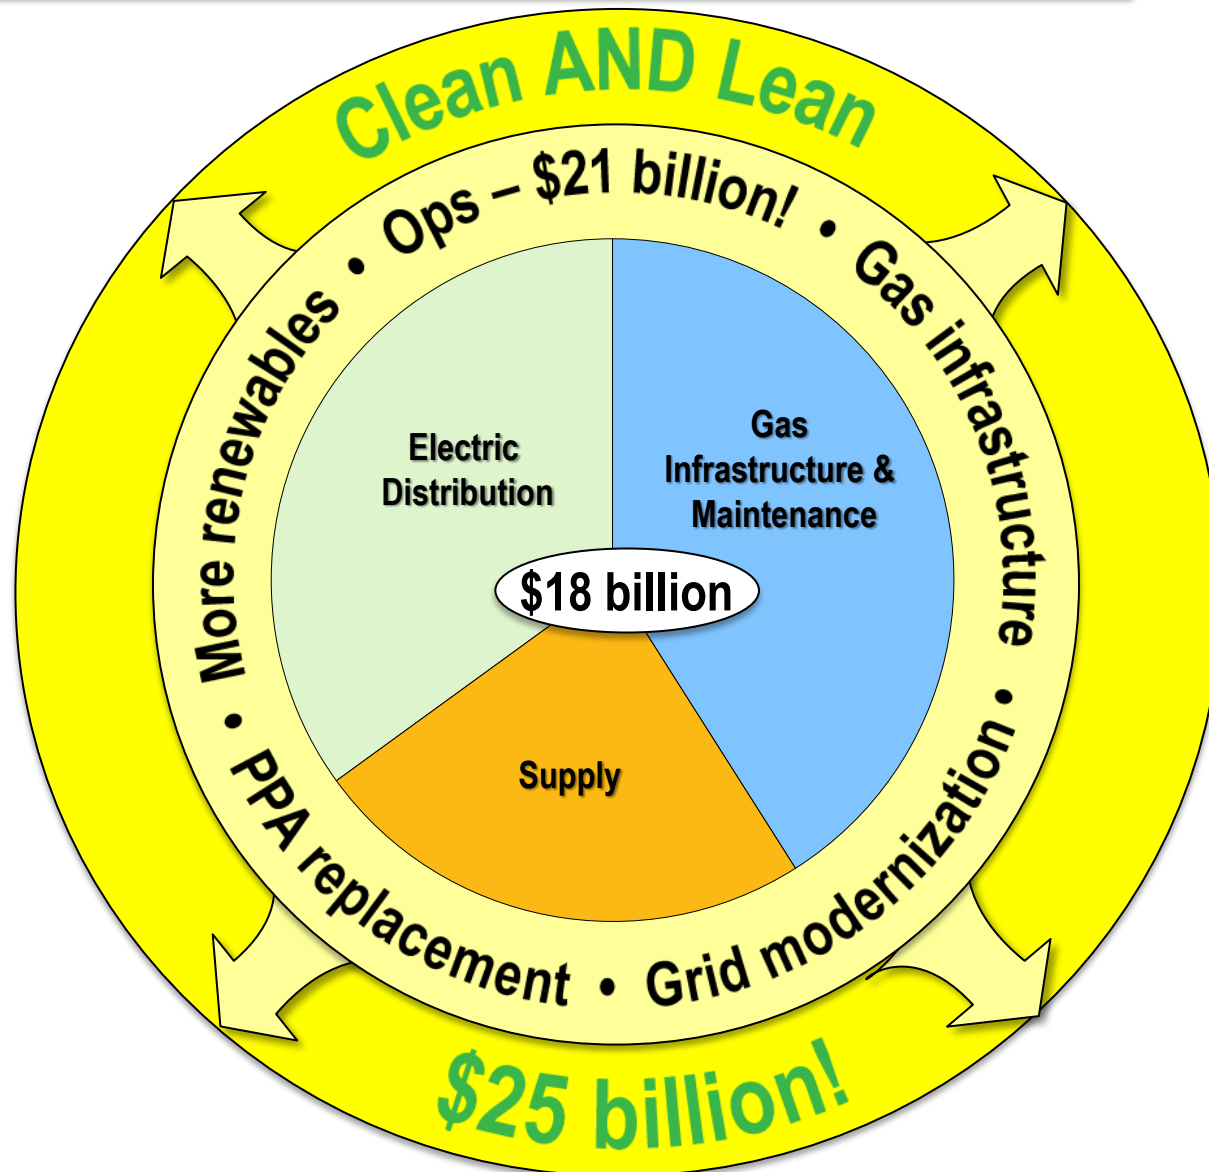 Clean AND Lean
• Ops – $21 billion! • Gas infrastructure • Grid modernization • PPA replacement • More renewables
Electric
Distribution
Gas
Infrastructure &
Maintenance
$18 billion
Supply
$25 billion!